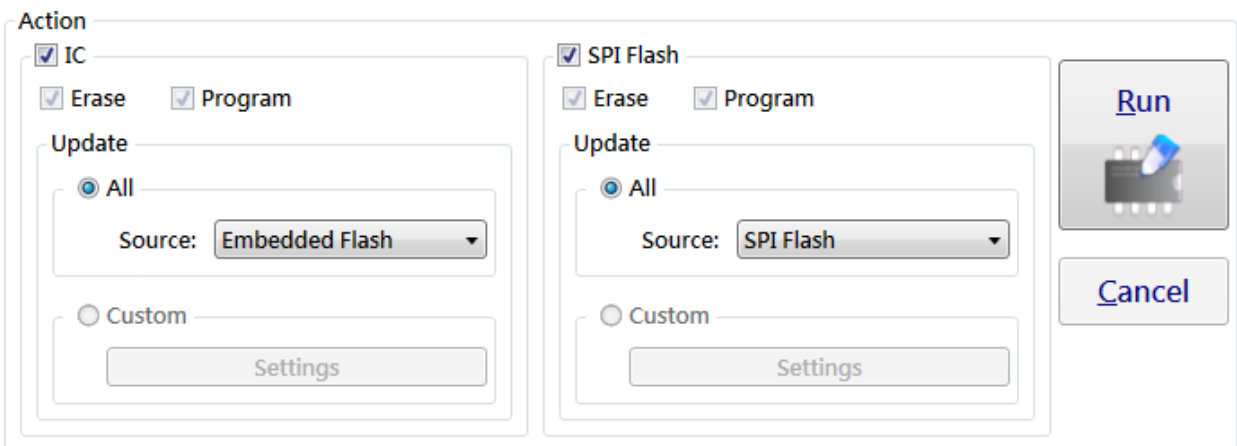 Action
IC
SPI Flash
Erase Program
Erase Program
Run
Update
Update
All
All
Source: Embedded Flash
Source: SPI Flash
Cancel
Custom
Custom
Settings
Settings